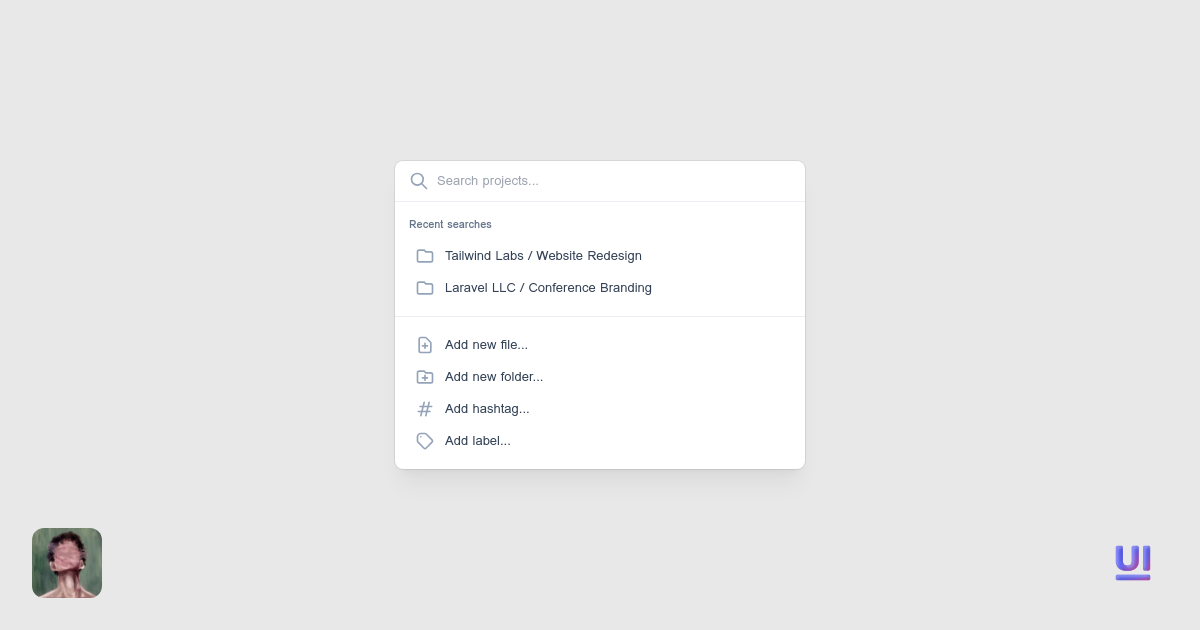 Search projects...
Recent searches
Tailwind Labs / Website Redesign
Laravel LLC / Conference Branding
Add new file...
Add new folder...
Add hashtag...
Add label...
UI